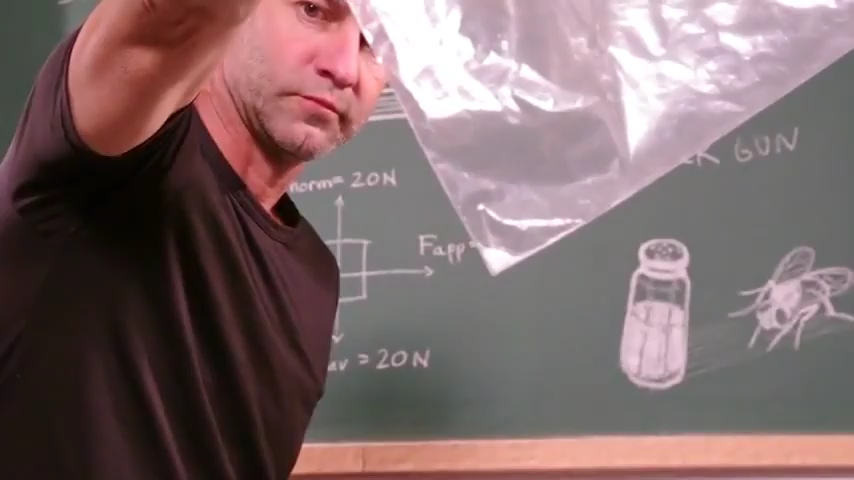 norm= 20N
GUN
Fapp=
av = 20N